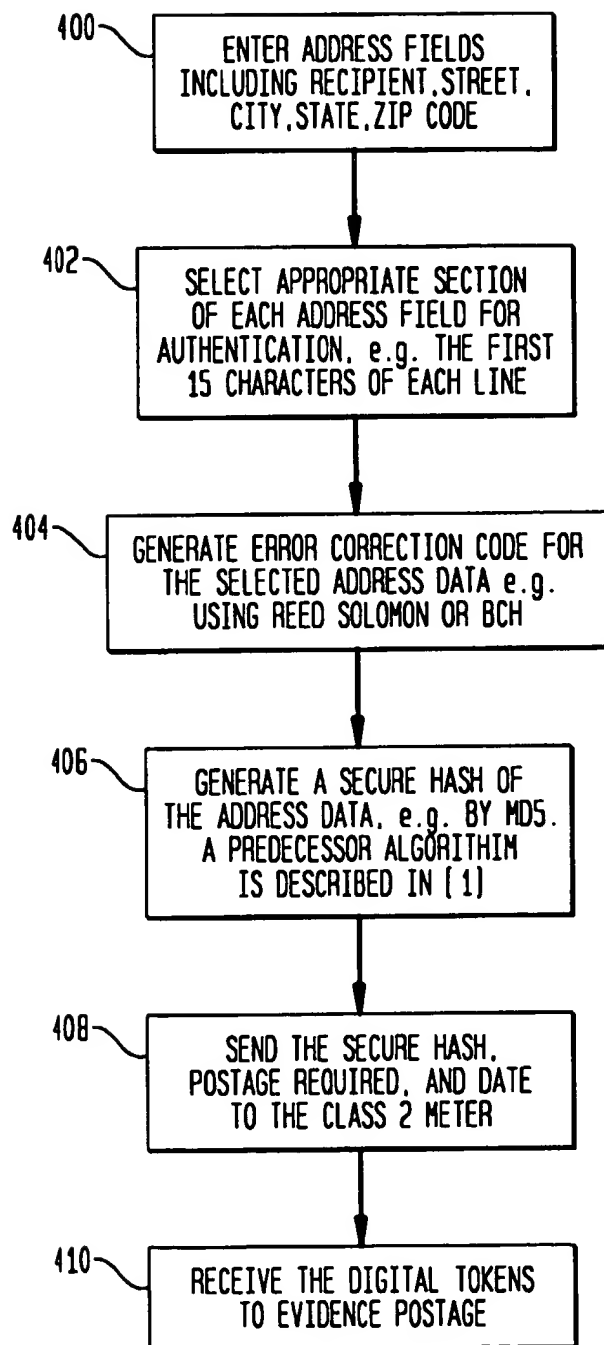 400
ENTER ADDRESS FIELDS
INCLUDING RECIPIENT,STREET,
CITY,STATE,ZIP CODE
402
SELECT APPROPRIATE SECTION
OF EACH ADDRESS FIELD FOR
AUTHENTICATION, e.g. THE FIRST
15 CHARACTERS OF EACH LINE
404
GENERATE ERROR CORRECTION CODE FOR
THE SELECTED ADDRESS DATA e.g.
USING REED SOLOMON OR BCH
406
GENERATE A SECURE HASH OF
THE ADDRESS DATA, e.g. BY MD5.
A PREDECESSOR ALGORITHIM
IS DESCRIBED IN [1]
408
SEND THE SECURE HASH,
POSTAGE REQUIRED, AND DATE
TO THE CLASS 2 METER
410
RECEIVE THE DIGITAL TOKENS
TO EVIDENCE POSTAGE